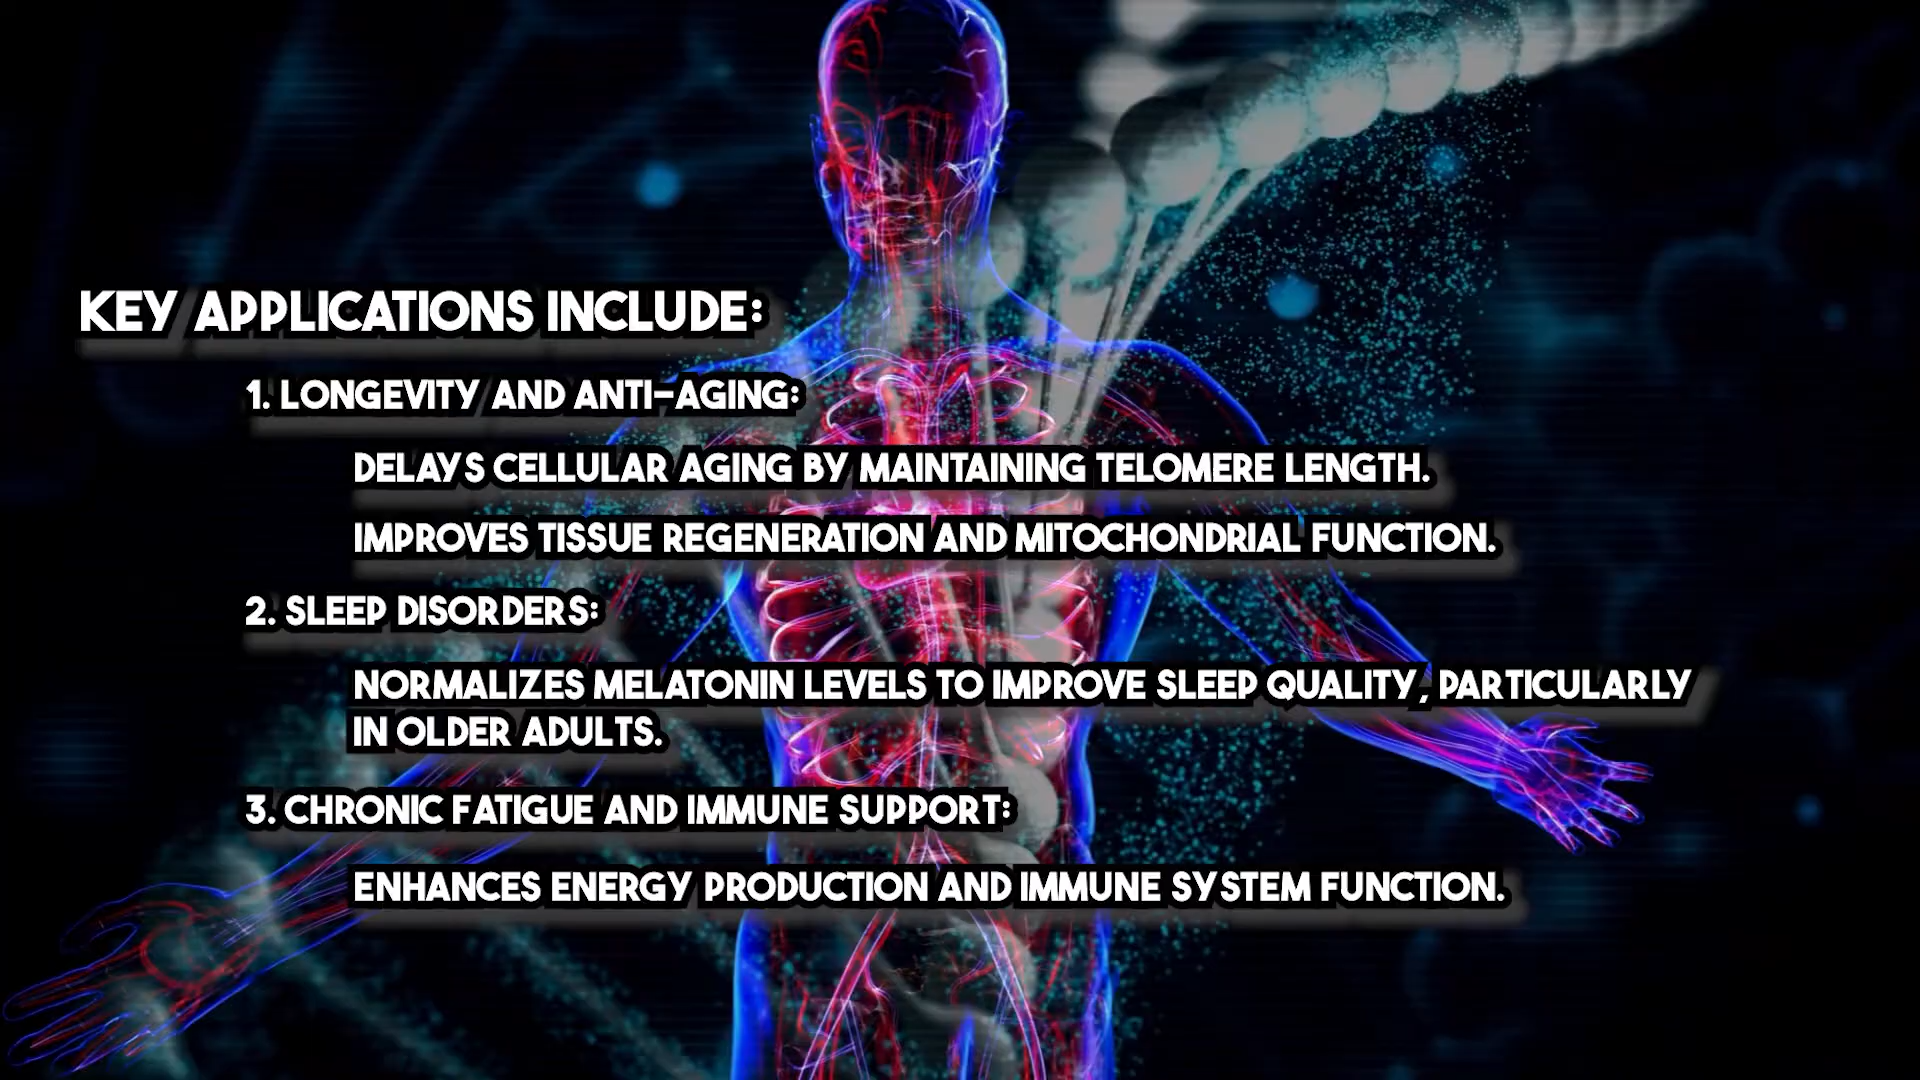 KEY APPLICATIONS INCLUDE:
1. LONGEVITY AND ANTI-AGING:
DELAYS CELLULAR AGING BY MAINTAINING TELOMERE LENGTH.
IMPROVES TISSUE REGENERATION AND MITOCHONDRIAL FUNCTION.
2. SLEEP DISORDERS:
NORMALIZES MELATONIN LEVELS TO IMPROVE SLEEP QUALITY, PARTICULARLY
IN OLDER ADULTS.
3. CHRONIC FATIGUE AND IMMUNE SUPPORT:
ENHANCES ENERGY PRODUCTION AND IMMUNE SYSTEM FUNCTION.